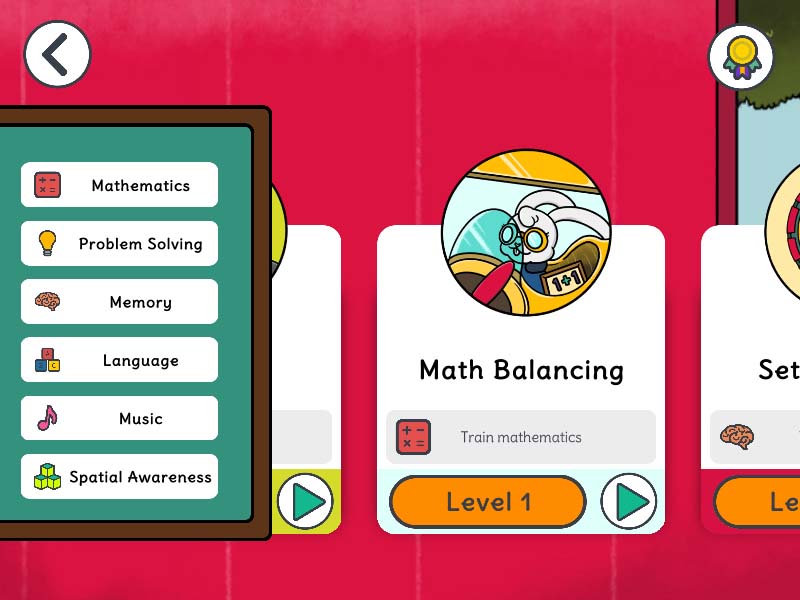 Mathematics
Problem Solving
Memory
Language
Music
Spatial Awareness
1+1
Math Balancing
Train mathematics
Level 1
Set
Le